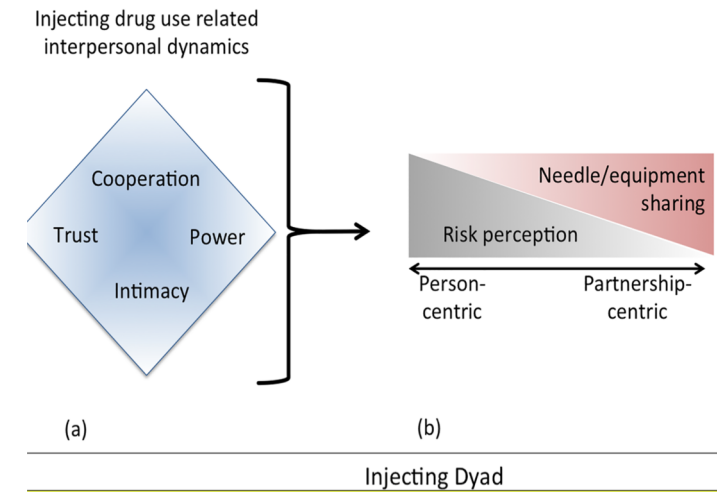 Injecting drug use related
interpersonal dynamics
Cooperation
Trust
Power
Intimacy
Needle/equipment
sharing
Risk perception
Person-
centric
Partnership-
centric
(a)
(b)
Injecting Dyad